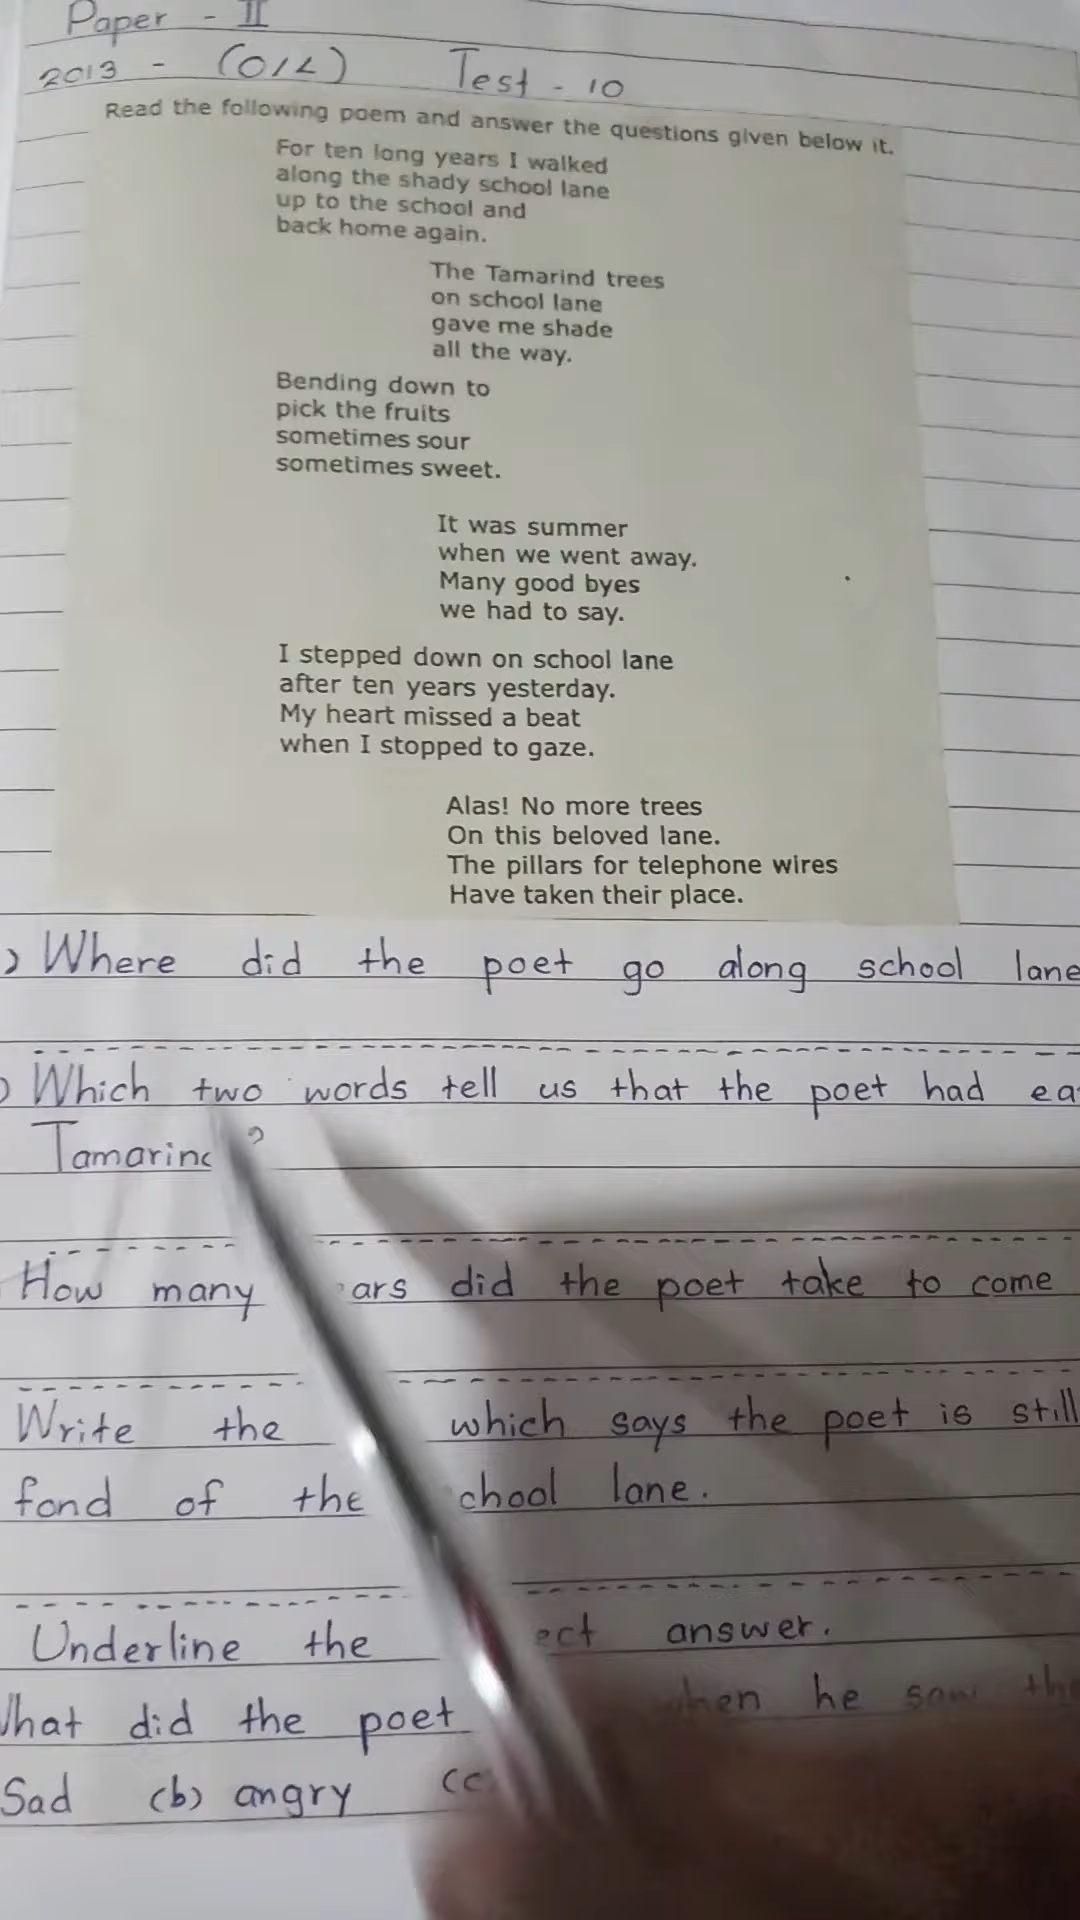 Paper - II
2013 - (O/L) Test - 10
Read the following poem and answer the questions given below it.
For ten long years I walked
along the shady school lane
up to the school and
back home again.
The Tamarind trees
on school lane
gave me shade
all the way.
Bending down to
pick the fruits
sometimes sour
sometimes sweet.
It was summer
when we went away.
Many good byes
we had to say.
I stepped down on school lane
after ten years yesterday.
My heart missed a beat
when I stopped to gaze.
Alas! No more trees
On this beloved lane.
The pillars for telephone wires
Have taken their place.
Where did the poet go along school lane
Which two words tell us that the poet had
?
How many did the poet take to come
Write the which says the poet is still
fond of the lane.
Underline the answer.
did the poet he saw
Sad (b) angry